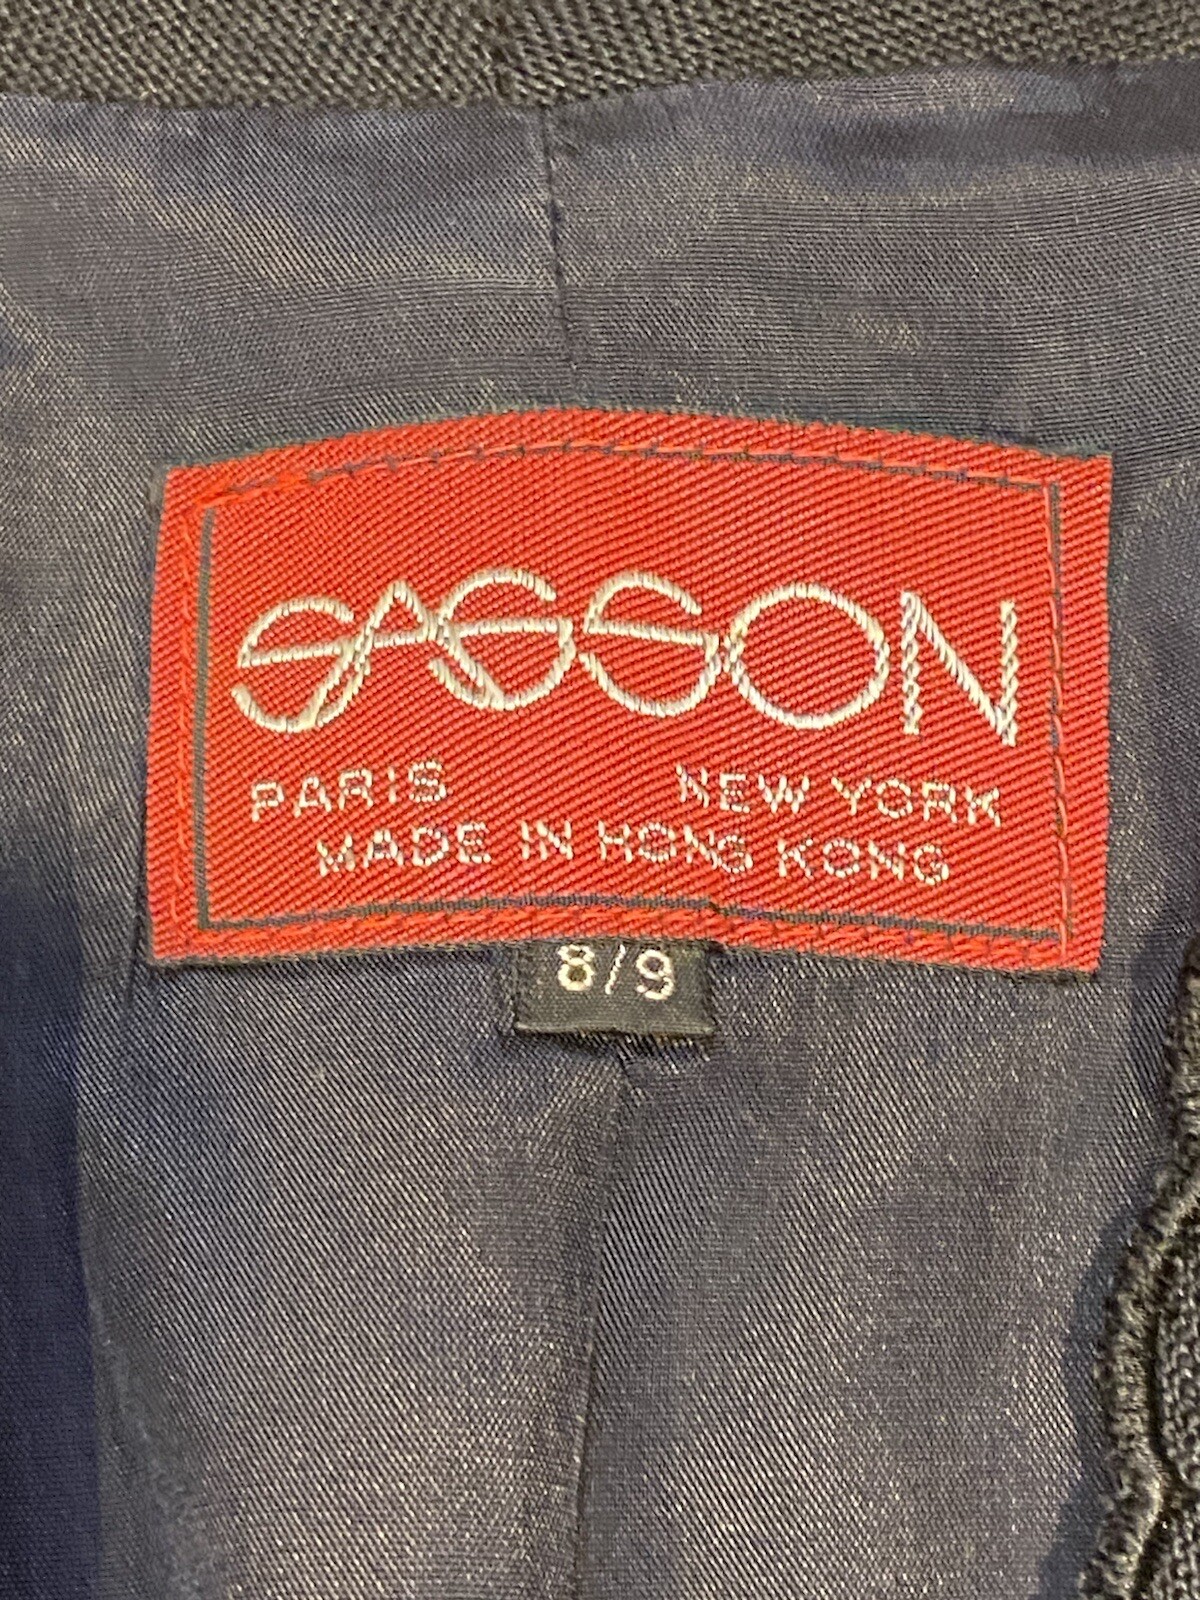 SASSON
PARIS NEW YORK
MADE IN HONG KONG
8/9